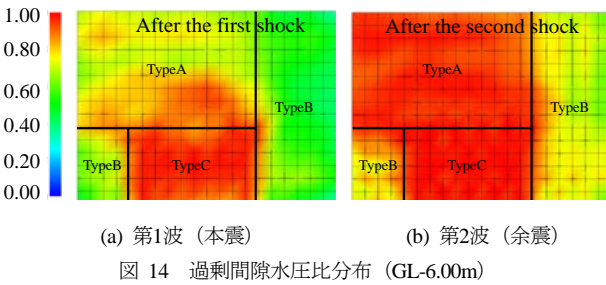 1.00
0.80
0.60
0.40
0.20
0.00
After the first shock
TypeA
TypeB
TypeB
TypeC
After the second shock
TypeA
TypeB
TypeB
TypeC
(a) 第1波（本震）
(b) 第2波（余震）
図 14 過剰間隙水圧比分布（GL-6.00m）